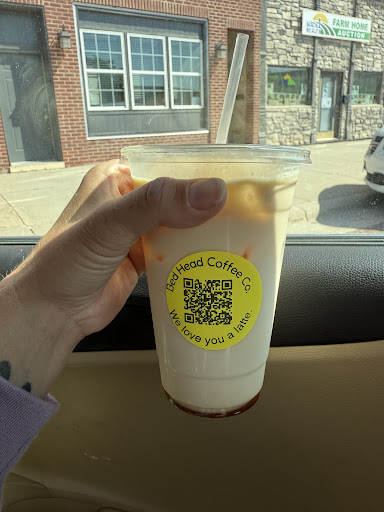 FARM HOME
AUCTION
Bed Head Coffee Co.
We love you a latte.